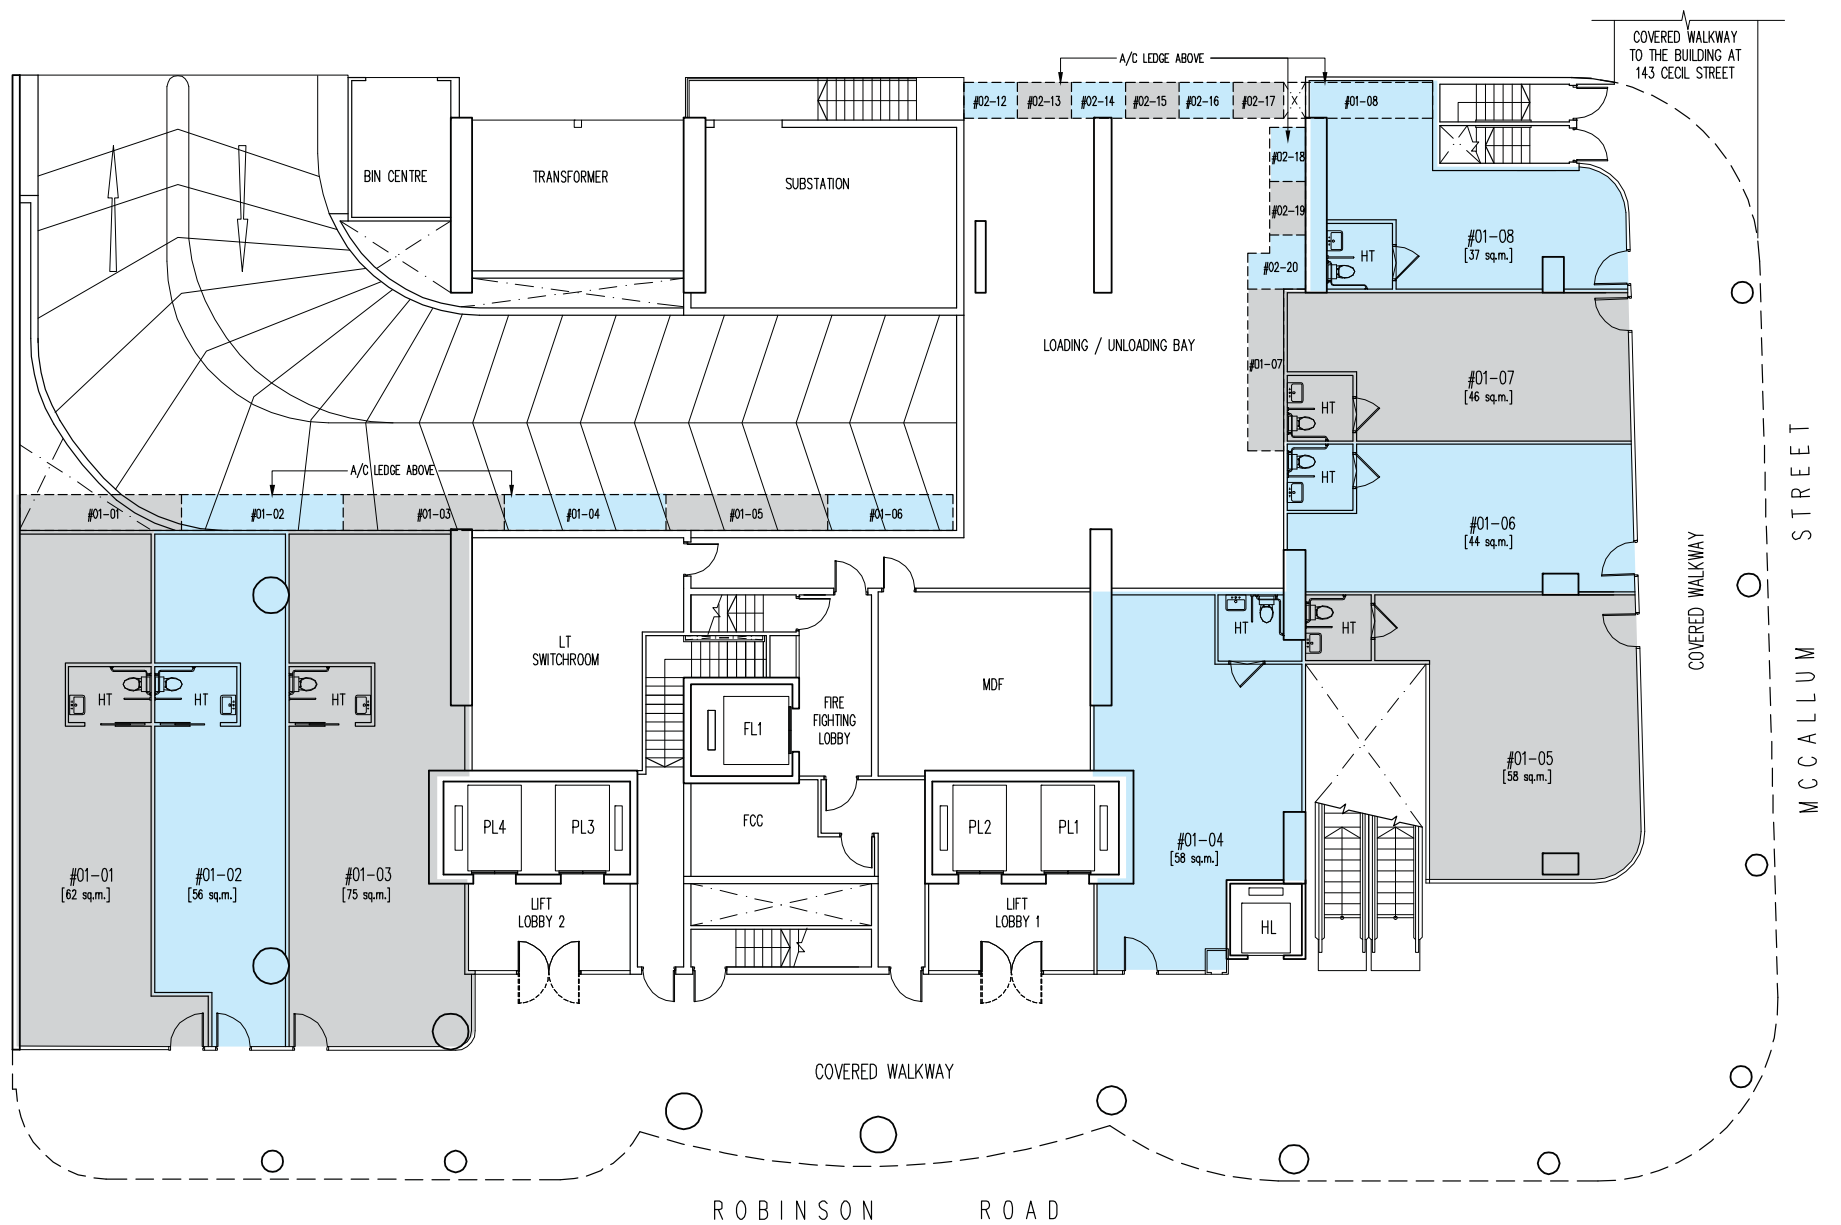 COVERED WALKWAY
TO THE BUILDING AT
143 CECIL STREET
A/C LEDGE ABOVE
#02-12
#02-13
#02-14
#02-15
#02-16
#02-17
#01-08
#02-18
#02-19
#02-20
#01-07
BIN CENTRE
TRANSFORMER
SUBSTATION
HT
#01-08
[37 sq.m.]
LOADING / UNLOADING BAY
#01-07
[46 sq.m.]
HT
HT
#01-06
[44 sq.m.]
A/C LEDGE ABOVE
#01-01
#01-02
#01-03
#01-04
#01-05
#01-06
LT
SWITCHROOM
MDF
HT
HT
HT
HT
HT
FIRE
FIGHTING
LOBBY
FL1
FCC
PL4
PL3
PL2
PL1
#01-05
[58 sq.m.]
#01-04
[58 sq.m.]
#01-01
[62 sq.m.]
#01-02
[56 sq.m.]
#01-03
[75 sq.m.]
LIFT
LOBBY 2
LIFT
LOBBY 1
HL
COVERED WALKWAY
MCCALLUM STREET
COVERED WALKWAY
ROBINSON ROAD